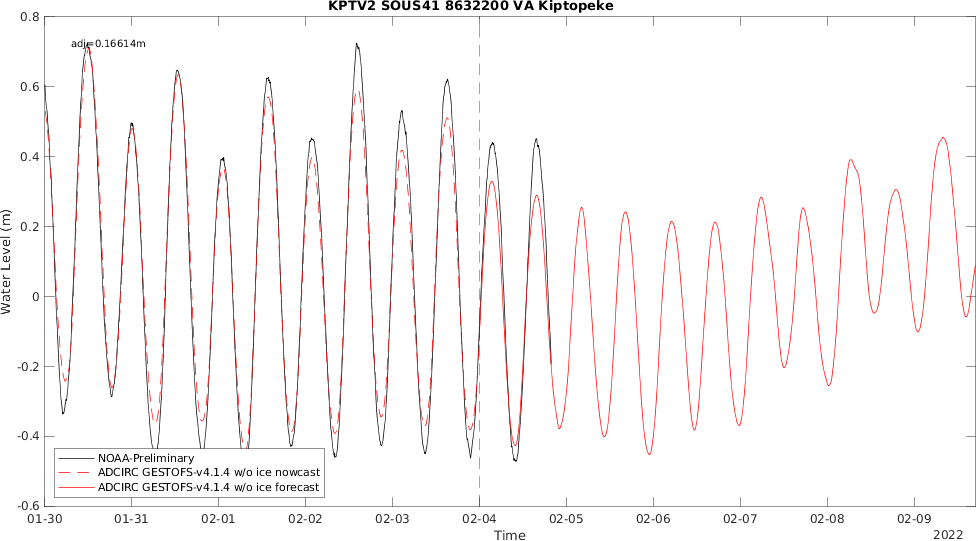 KPTV2 SOUS41 8632200 VA Kiptopeke
adj=0.16614m
Water Level (m)
0.8
0.6
0.4
0.2
0
-0.2
-0.4
-0.6
NOAA-Preliminary
ADCIRC GESTOFS-v4.1.4 w/o ice nowcast
ADCIRC GESTOFS-v4.1.4 w/o ice forecast
01-30 01-31 02-01 02-02 02-03 02-04 02-05 02-06 02-07 02-08 02-09
Time
2022